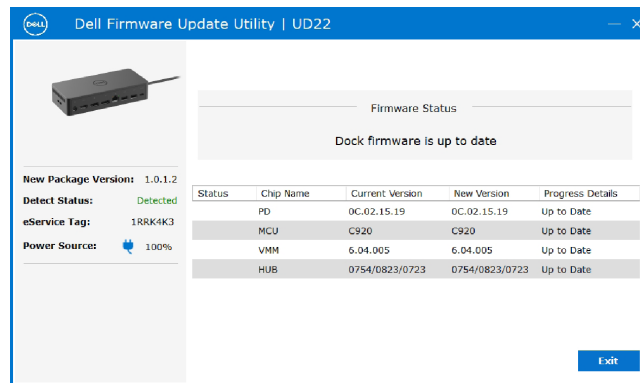 DELL
Dell Firmware Update Utility | UD22
Firmware Status
Dock firmware is up to date
New Package Version: 1.0.1.2
Detect Status: Detected
eService Tag: 1RRK4K3
Power Source: 100%
Status Chip Name Current Version New Version Progress Details
PD 0C.02.15.19 0C.02.15.19 Up to Date
MCU C920 C920 Up to Date
VMM 6.04.005 6.04.005 Up to Date
HUB 0754/0823/0723 0754/0823/0723 Up to Date
Exit